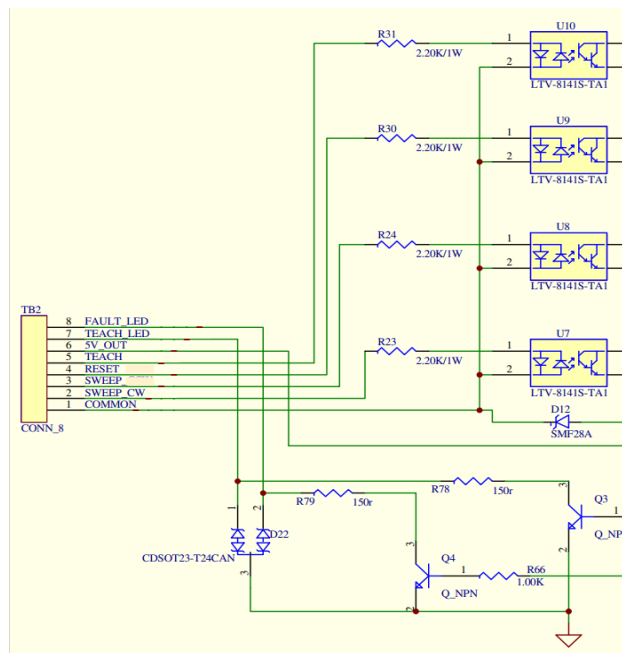 U10
R31
1
2.20K/1W
2
LTV-8141S-TA1
U9
R30
1
2.20K/1W
2
LTV-8141S-TA1
U8
R24
1
2.20K/1W
2
LTV-8141S-TA1
TB2
8 FAULT_LED
7 TEACH_LED
6 5V_OUT
5 TEACH
4 RESET
3 SWEEP_
2 SWEEP_CW
1 COMMON
CONN_8
U7
R23
1
2.20K/1W
2
LTV-8141S-TA1
D12
SMF28A
R78
150r
R79
150r
3
Q3
1
2
Q_NP
1
2
D22
CDSOT23-T24CAN
3
3
Q4
1
2
Q_NPN
R66
1.00K